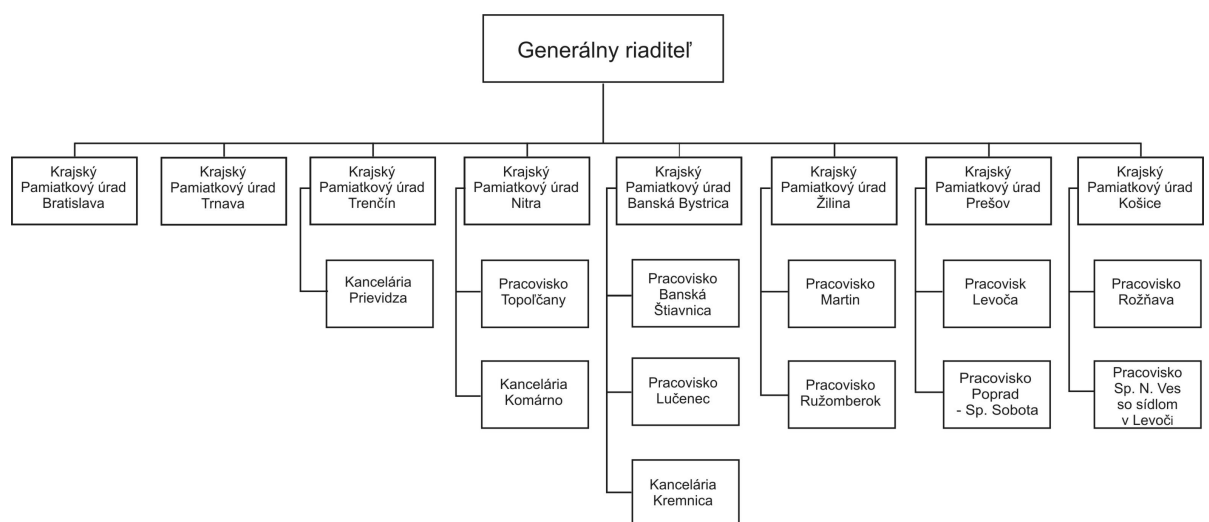 Generálny riaditeľ
Krajský
Pamiatkový úrad
Bratislava
Krajský
Pamiatkový úrad
Trnava
Krajský
Pamiatkový úrad
Trenčín
Krajský
Pamiatkový úrad
Nitra
Krajský
Pamiatkový úrad
Banská Bystrica
Krajský
Pamiatkový úrad
Žilina
Krajský
Pamiatkový úrad
Prešov
Krajský
Pamiatkový úrad
Košice
Kancelária
Prievidza
Pracovisko
Topoľčany
Pracovisko
Banská
Štiavnica
Pracovisko
Martin
Pracovisk
Levoča
Pracovisko
Rožňava
Kancelária
Komárno
Pracovisko
Lučenec
Pracovisko
Ružomberok
Pracovisko
Poprad
- Sp. Sobota
Pracovisko
Sp. N. Ves
so sídlom
v Levoči
Kancelária
Kremnica